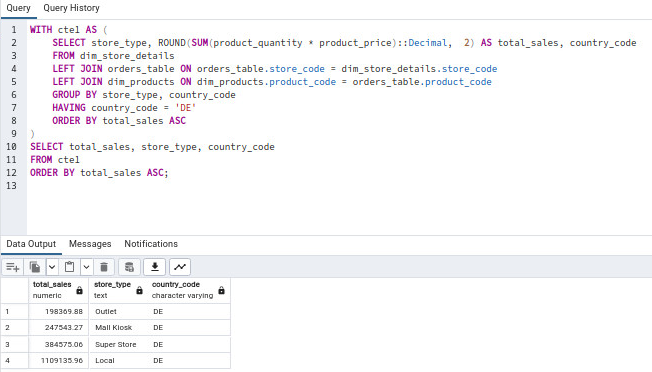 Query Query History
1 WITH cte1 AS (
2 SELECT store_type, ROUND(SUM(product_quantity * product_price)::Decimal, 2) AS total_sales, country_code
3 FROM dim_store_details
4 LEFT JOIN orders_table ON orders_table.store_code = dim_store_details.store_code
5 LEFT JOIN dim_products ON dim_products.product_code = orders_table.product_code
6 GROUP BY store_type, country_code
7 HAVING country_code = 'DE'
8 ORDER BY total_sales ASC
9 )
10 SELECT total_sales, store_type, country_code
11 FROM cte1
12 ORDER BY total_sales ASC;
13
Data Output Messages Notifications
total_sales store_type country_code
numeric text character varying
1 198369.88 Outlet DE
2 247543.27 Mall Kiosk DE
3 384575.06 Super Store DE
4 1109135.96 Local DE